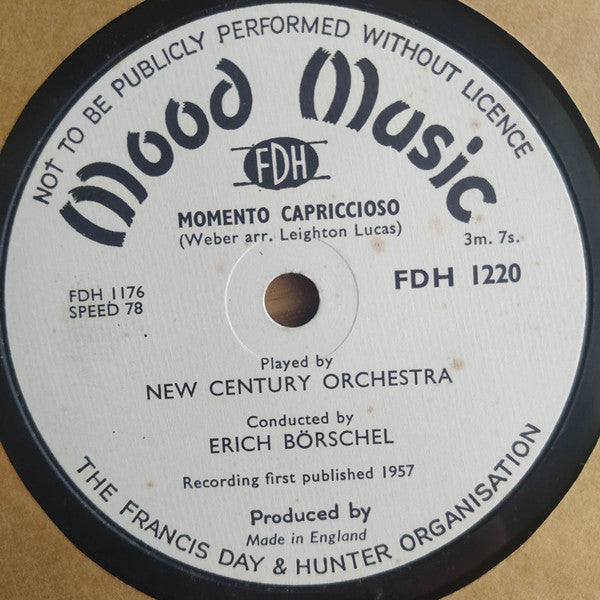 NOT TO BE PUBLICLY PERFORMED WITHOUT LICENCE
Mood Music
FDH
MOMENTO CAPRICCIOSO
(Weber arr. Leighton Lucas)
3m. 7s.
FDH 1176
SPEED 78
FDH 1220
Played by
NEW CENTURY ORCHESTRA
Conducted by
ERICH BÖRSCHEL
Recording first published 1957
Produced by
Made in England
THE FRANCIS DAY & HUNTER ORGANISATION